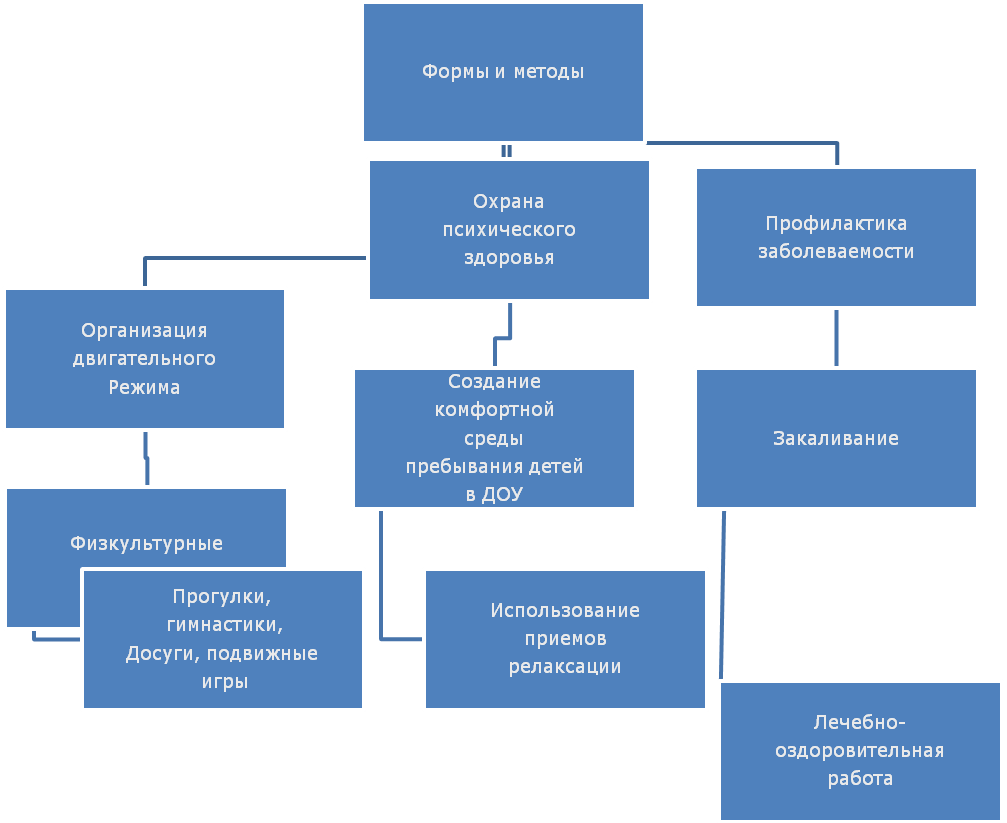 Формы и методы
Охрана
психического
здоровья
Профилактика
заболеваемости
Организация
двигательного
Режима
Создание
комфортной
среды
пребывания детей
в ДОУ
Закаливание
Физкультурные
Прогулки,
гимнастики,
Досуги, подвижные
игры
Использование
приемов
релаксации
Лечебно-
оздоровительная
работа